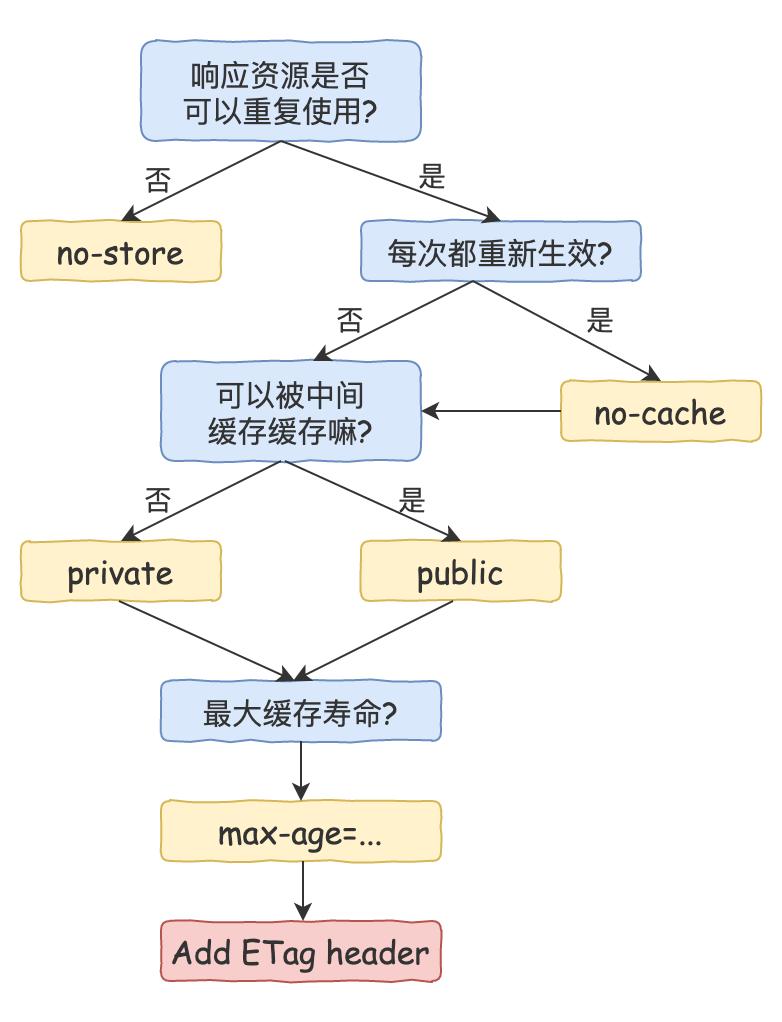 响应资源是否
可以重复使用?
否
是
no-store
每次都重新生效?
否
是
可以被中间
缓存缓存嘛?
no-cache
否
是
private
public
最大缓存寿命?
max-age=...
Add ETag header